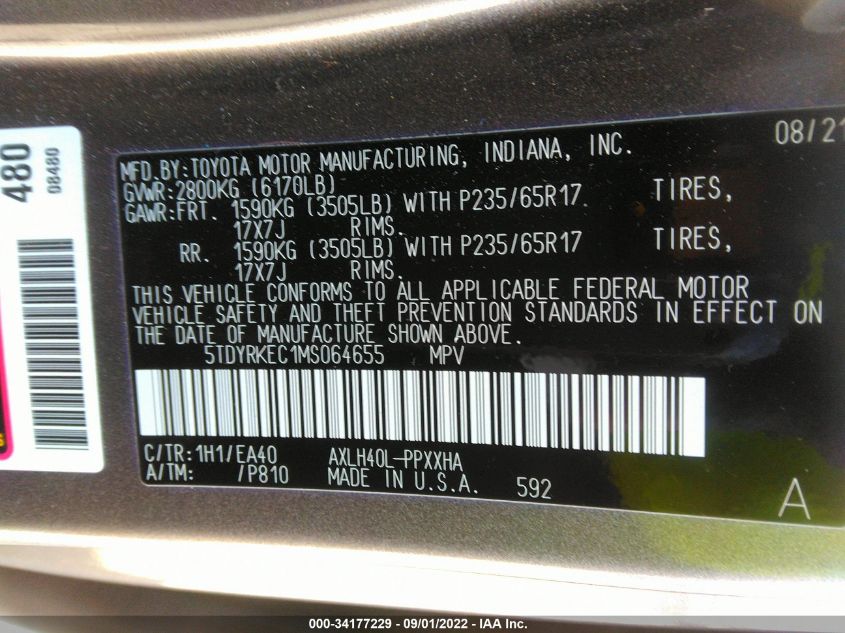 480
08480
08/21
MFD.BY:TOYOTA MOTOR MANUFACTURING, INDIANA, INC.
GVWR:2800KG (6170LB)
GAWR:FRT. 1590KG (3505LB) WITH P235/65R17 TIRES,
17X7J RIMS.
RR. 1590KG (3505LB) WITH P235/65R17 TIRES,
17X7J RIMS.
THIS VEHICLE CONFORMS TO ALL APPLICABLE FEDERAL MOTOR
VEHICLE SAFETY AND THEFT PREVENTION STANDARDS IN EFFECT ON
THE DATE OF MANUFACTURE SHOWN ABOVE.
5TDYRKEC1MS064655 MPV
C/TR:1H1/EA40 AXLH40L-PPXXHA
A/TM: /P810 MADE IN U.S.A. 592
A
000-34177229 - 09/01/2022 - IAA Inc.